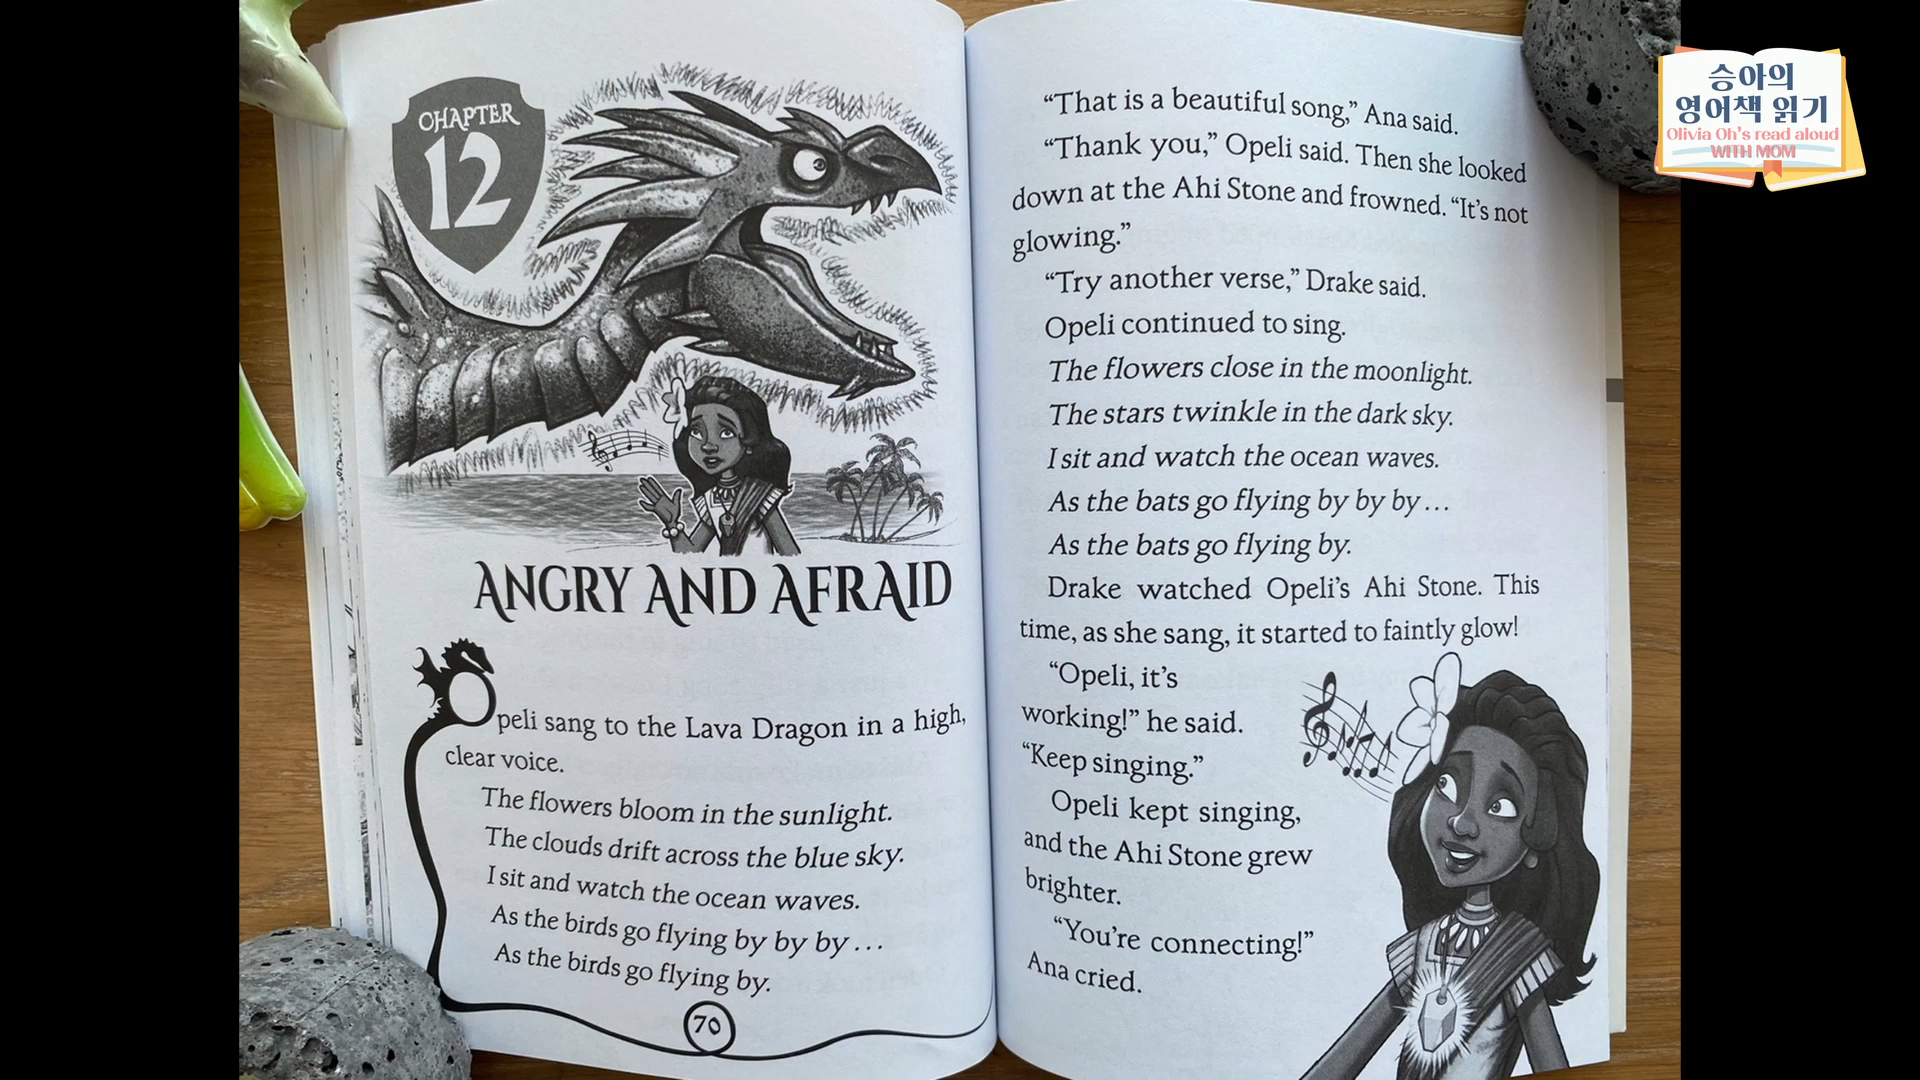 CHAPTER
12
ANGRY AND AFRAID
Opeli sang to the Lava Dragon in a high,
clear voice.
The flowers bloom in the sunlight.
The clouds drift across the blue sky.
I sit and watch the ocean waves.
As the birds go flying by by by . . .
As the birds go flying by.
70
“That is a beautiful song,” Ana said.
“Thank you,” Opeli said. Then she looked
down at the Ahi Stone and frowned. “It’s not
glowing.”
“Try another verse,” Drake said.
Opeli continued to sing.
The flowers close in the moonlight.
The stars twinkle in the dark sky.
I sit and watch the ocean waves.
As the bats go flying by by by . . .
As the bats go flying by.
Drake watched Opeli’s Ahi Stone. This
time, as she sang, it started to faintly glow!
“Opeli, it’s
working!” he said.
“Keep singing.”
Opeli kept singing,
and the Ahi Stone grew
brighter.
“You’re connecting!”
Ana cried.
승아의
영어책 읽기
Olivia Oh's read aloud
WITH MOM